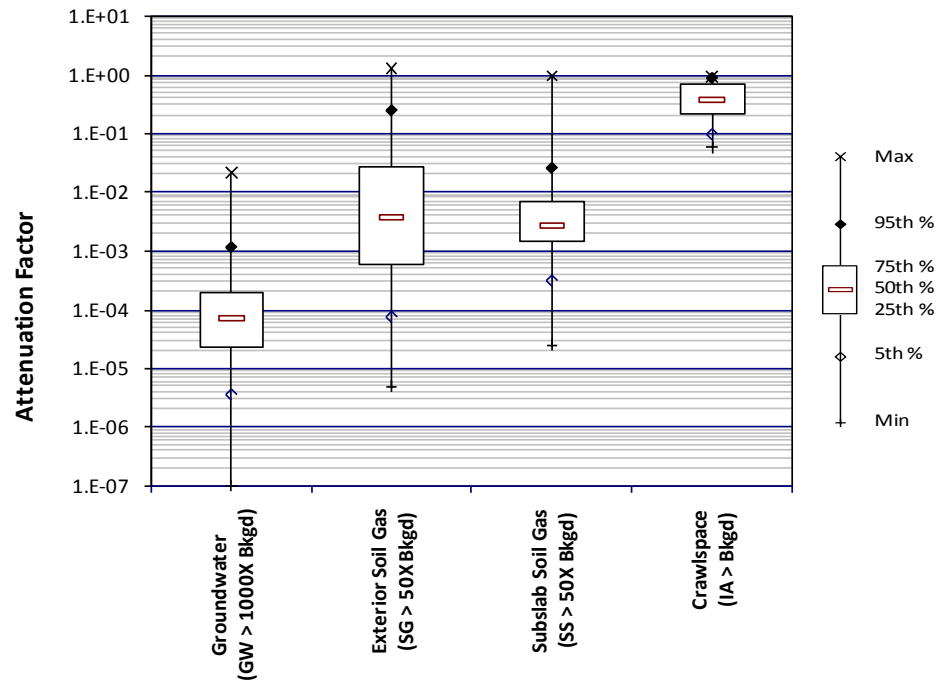 1.E+01
1.E+00
1.E-01
1.E-02
1.E-03
1.E-04
1.E-05
1.E-06
1.E-07
Attenuation Factor
Groundwater
(GW > 1000X Bkgd)
Exterior Soil Gas
(SG > 50X Bkgd)
Subslab Soil Gas
(SS > 50X Bkgd)
Crawlspace
(IA > Bkgd)
Max
95th %
75th %
50th %
25th %
5th %
Min